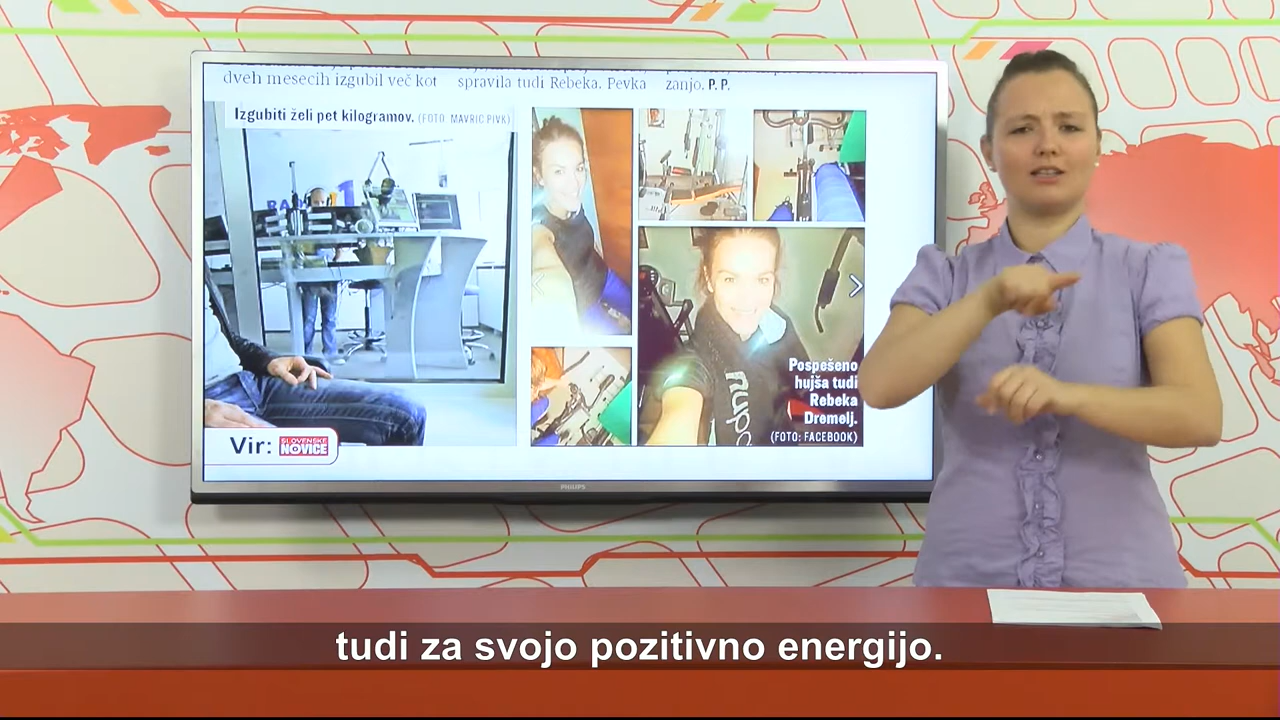 dveh mesecih izgubil več kot
spravila tudi Rebeka. Pevka
zanjo. P. P.
Izgubiti želi pet kilogramov. (FOTO: MAVRIC PIVK)
Pospešeno
hujša tudi
Rebeka
Dremelj.
(FOTO: FACEBOOK)
Vir: SLOVENSKE
NOVICE
PHILIPS
tudi za svojo pozitivno energijo.